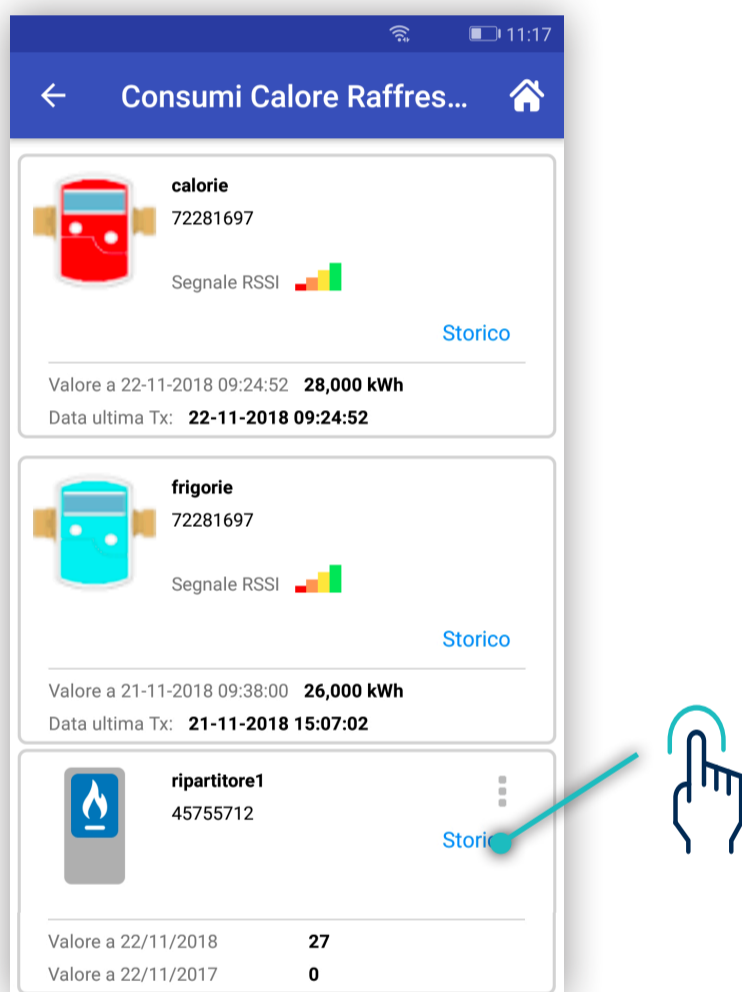 11:17
Consumi Calore Raffres...
calorie
72281697
Segnale RSSI
Storico
Valore a 22-11-2018 09:24:52 28,000 kWh
Data ultima Tx: 22-11-2018 09:24:52
frigorie
72281697
Segnale RSSI
Storico
Valore a 21-11-2018 09:38:00 26,000 kWh
Data ultima Tx: 21-11-2018 15:07:02
ripartitore1
45755712
Storico
Valore a 22/11/2018 27
Valore a 22/11/2017 0